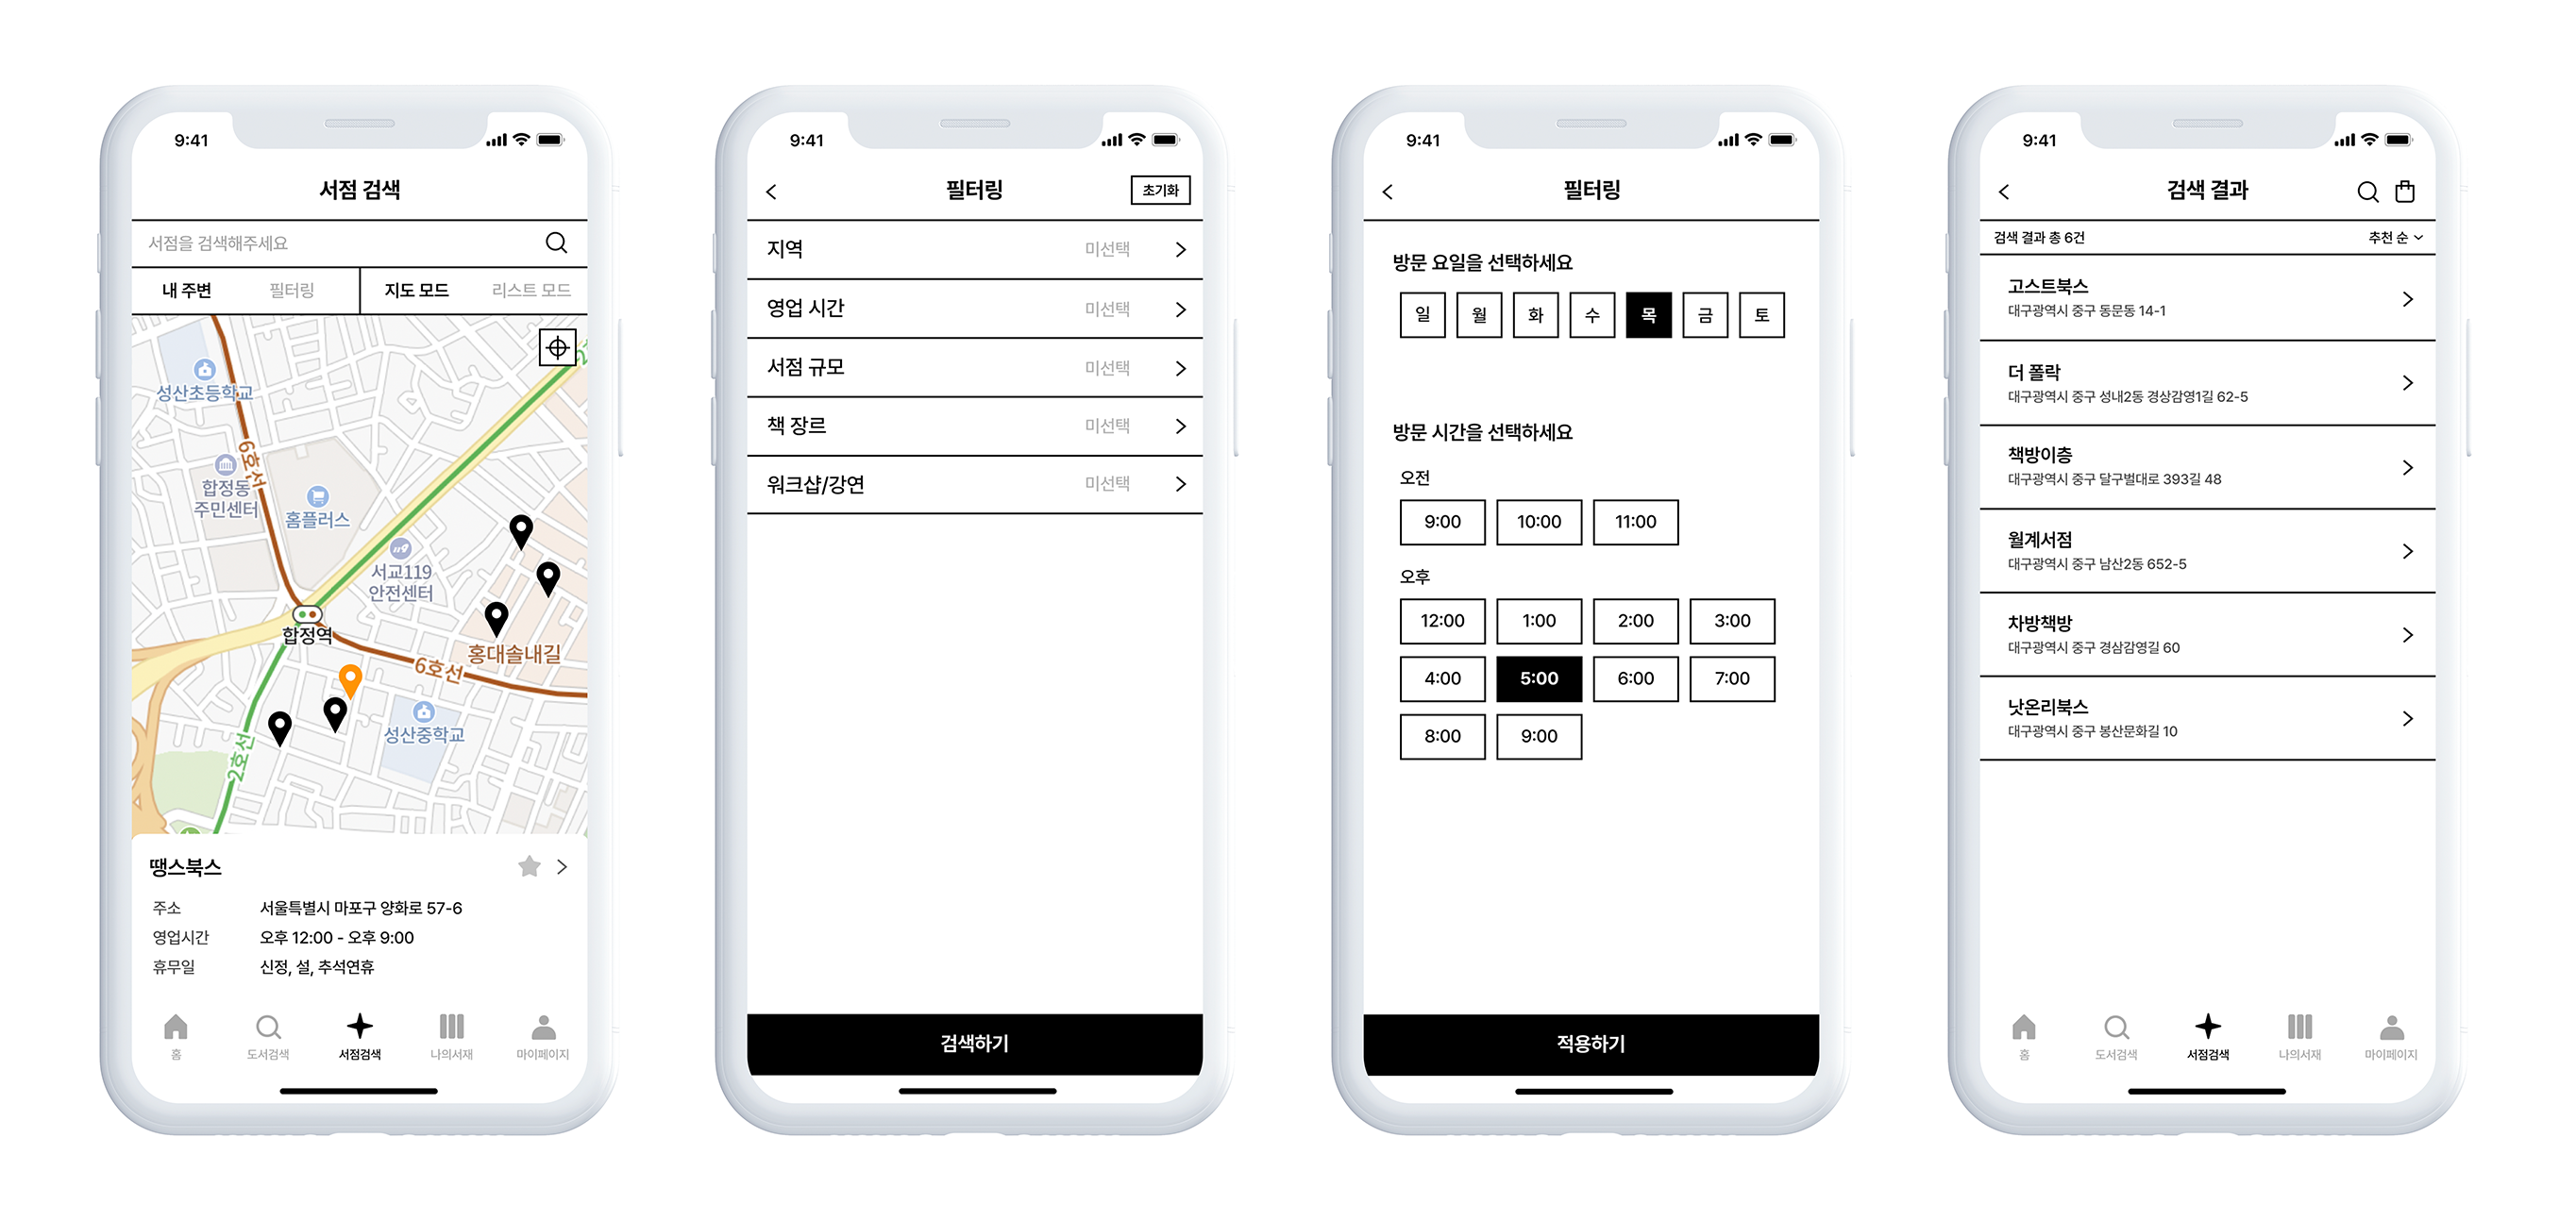 9:41
서점 검색
서점을 검색해주세요
내 주변 필터링 지도 모드 리스트 모드
성산초등학교
6호선
합정동
주민센터
홈플러스
서교119
안전센터
합정역
홍대솔내길
6호선
성산중학교
2호선
땡스북스
주소 서울특별시 마포구 양화로 57-6
영업시간 오후 12:00 - 오후 9:00
휴무일 신정, 설, 추석연휴
홈 도서검색 서점검색 나의서재 마이페이지
9:41
필터링 초기화
지역 미선택
영업 시간 미선택
서점 규모 미선택
책 장르 미선택
워크샵/강연 미선택
검색하기
9:41
필터링
방문 요일을 선택하세요
일 월 화 수 목 금 토
방문 시간을 선택하세요
오전
9:00 10:00 11:00
오후
12:00 1:00 2:00 3:00
4:00 5:00 6:00 7:00
8:00 9:00
적용하기
9:41
검색 결과
검색 결과 총 6건 추천 순
고스트북스
대구광역시 중구 동문동 14-1
더 폴락
대구광역시 중구 성내2동 경상감영1길 62-5
책방이층
대구광역시 중구 달구벌대로 393길 48
월계서점
대구광역시 중구 남산2동 652-5
차방책방
대구광역시 중구 경삼감영길 60
낫온리북스
대구광역시 중구 봉산문화길 10
홈 도서검색 서점검색 나의서재 마이페이지